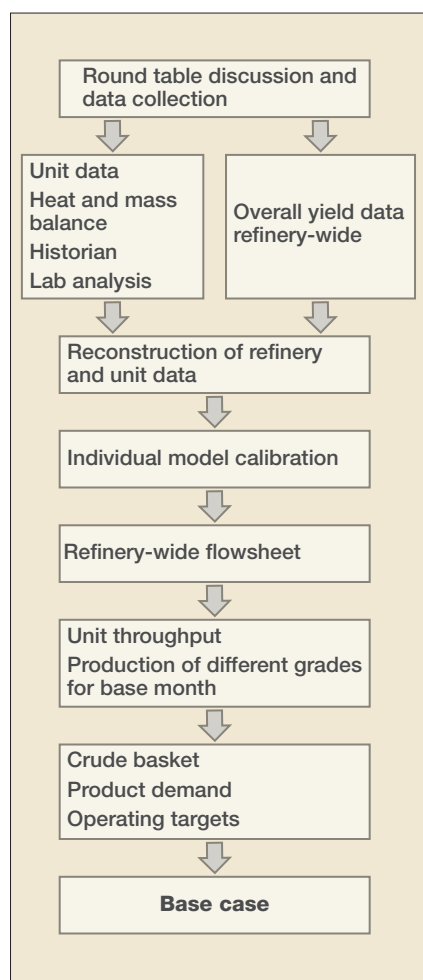 Round table discussion and
data collection
Unit data
Heat and mass
balance
Historian
Lab analysis
Overall yield data
refinery-wide
Reconstruction of refinery
and unit data
Individual model calibration
Refinery-wide flowsheet
Unit throughput
Production of different grades
for base month
Crude basket
Product demand
Operating targets
Base case